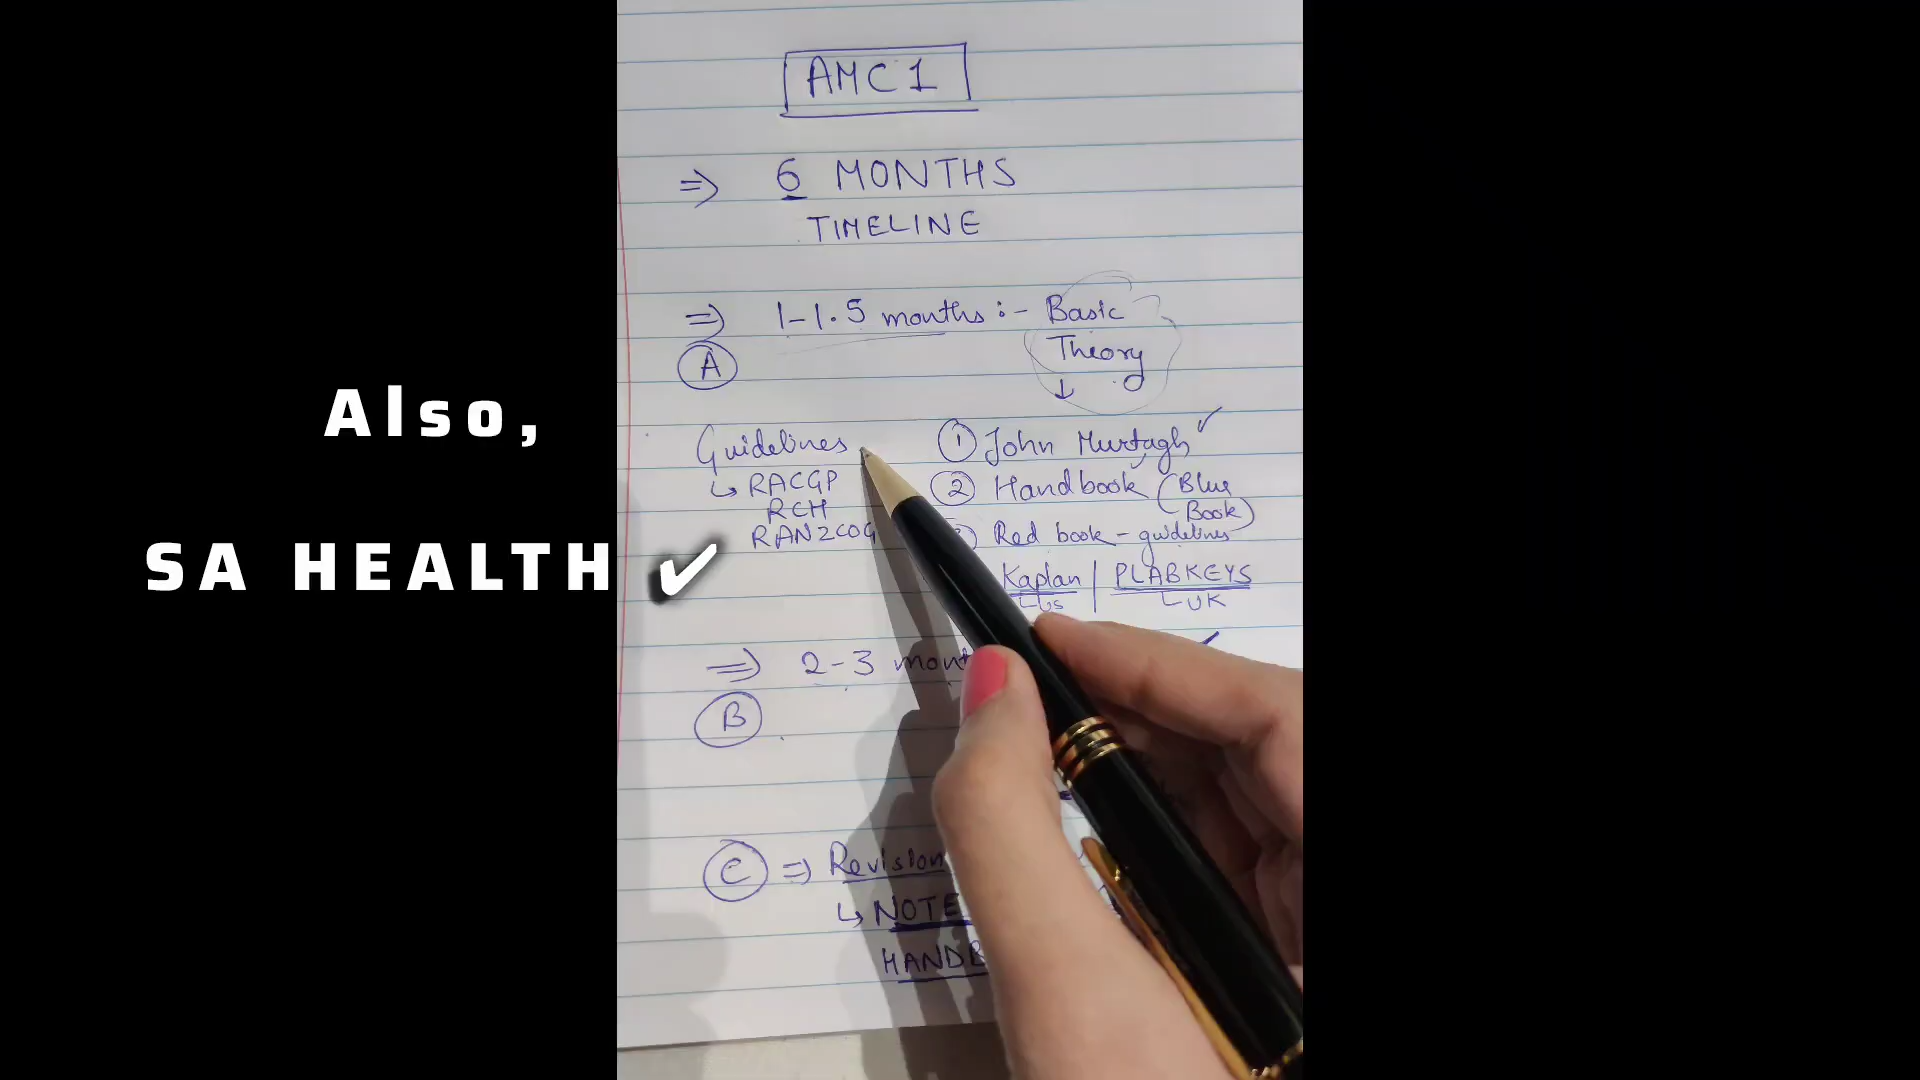 AMC 1
⇒ 6 MONTHS
TIMELINE
⇒ 1-1.5 months :- Basic
A
Theory
↓
Guidelines
↳ RACGP
RCH
RANZCOG
① John Murtagh ✓
② Handbook (Blue
Book)
Red book - guidelines
Kaplan | PLABKEYS
↳ US
↳ UK
⇒ 2-3
B
C ⇒ Revision
↳ NOTE
Also,
SA HEALTH ✓